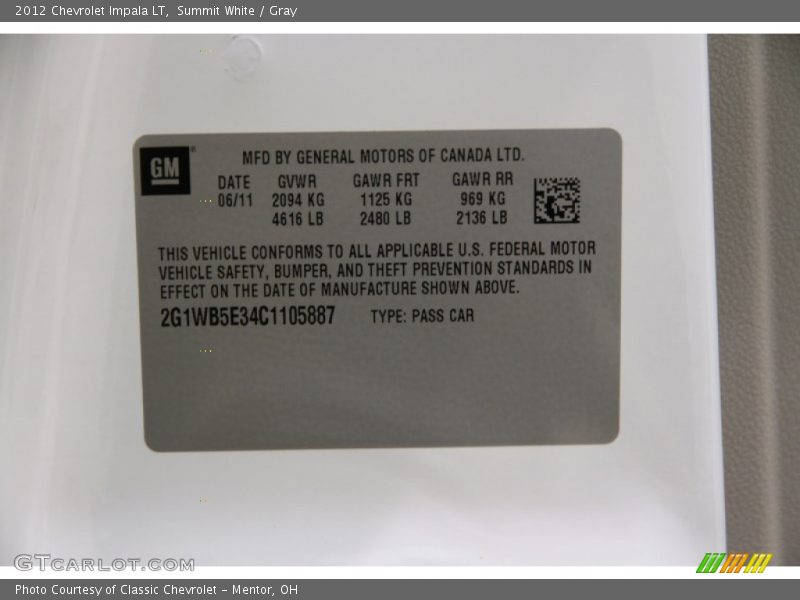 2012 Chevrolet Impala LT, Summit White / Gray
GM
MFD BY GENERAL MOTORS OF CANADA LTD.
DATE GVWR GAWR FRT GAWR RR
06/11 2094 KG 1125 KG 969 KG
4616 LB 2480 LB 2136 LB
THIS VEHICLE CONFORMS TO ALL APPLICABLE U.S. FEDERAL MOTOR
VEHICLE SAFETY, BUMPER, AND THEFT PREVENTION STANDARDS IN
EFFECT ON THE DATE OF MANUFACTURE SHOWN ABOVE.
2G1WB5E34C1105887 TYPE: PASS CAR
GTCARLOT.COM
Photo Courtesy of Classic Chevrolet - Mentor, OH